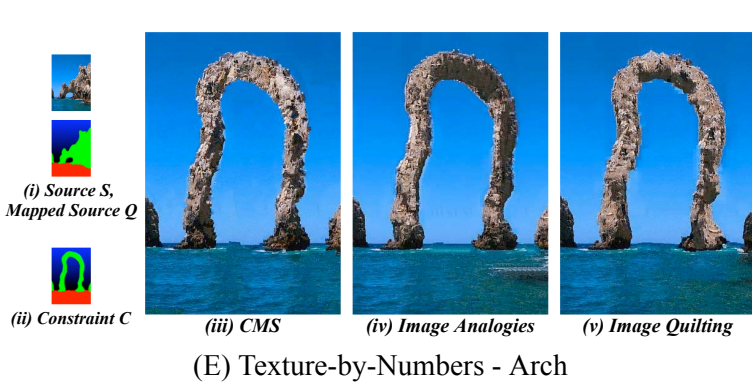 (i) Source S,
Mapped Source Q
(ii) Constraint C
(iii) CMS
(iv) Image Analogies
(v) Image Quilting
(E) Texture-by-Numbers - Arch